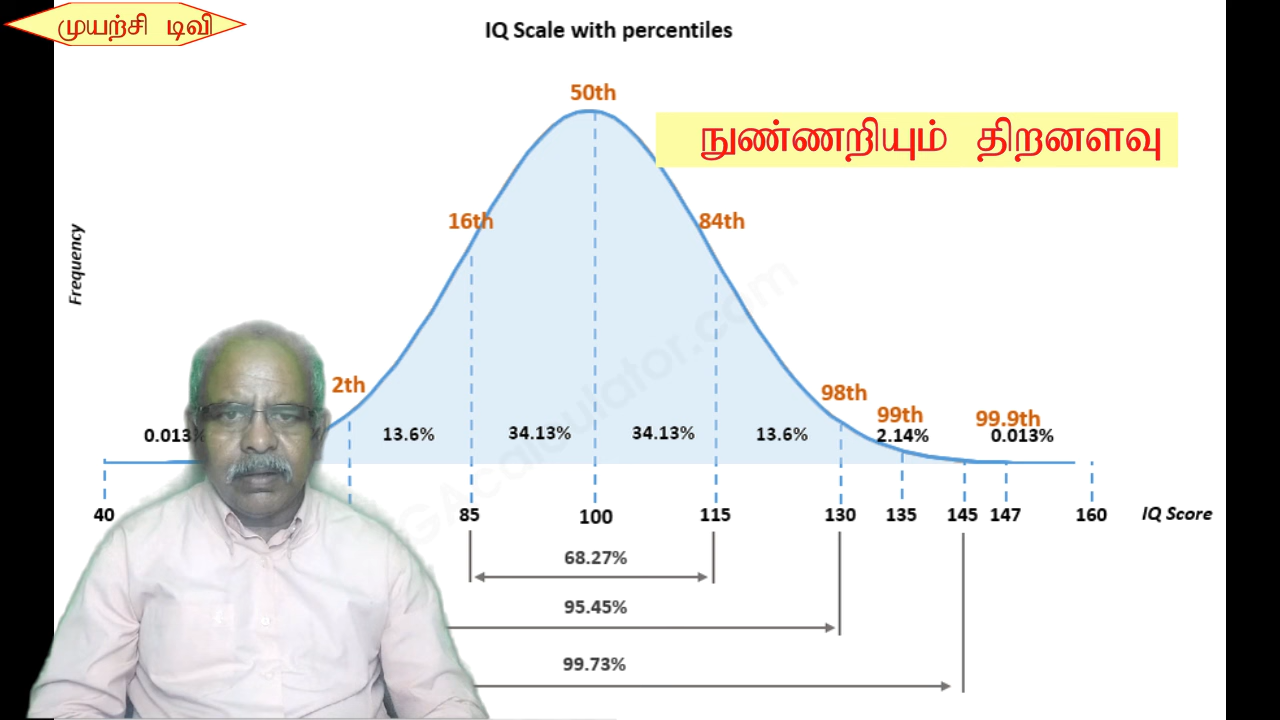 முயற்சி டிவி
IQ Scale with percentiles
50th
நுண்ணறியும் திறனளவு
16th
84th
Frequency
2th
98th
99th
99.9th
0.013%
13.6%
34.13%
34.13%
13.6%
2.14%
0.013%
40
85
100
115
130
135
145
147
160
IQ Score
68.27%
95.45%
99.73%